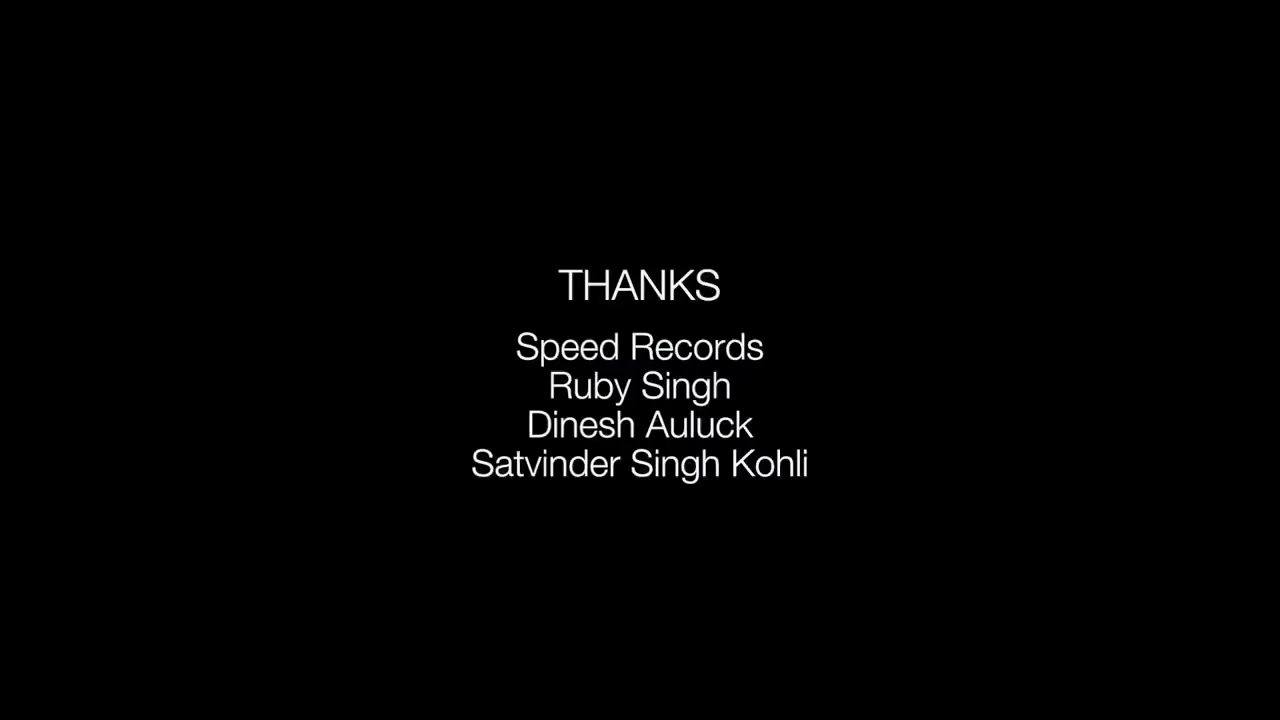 THANKS
Speed Records
Ruby Singh
Dinesh Auluck
Satvinder Singh Kohli